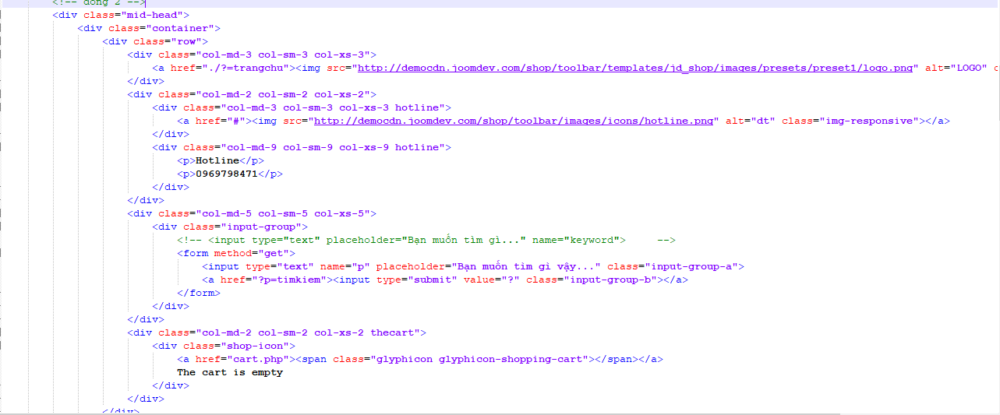 <!-- dòng 2 -->
<div class="mid-head">
<div class="container">
<div class="row">
<div class="col-md-3 col-sm-3 col-xs-3">
<a href="./?=trangchu"><img src="http://democdn.joomdev.com/shop/toolbar/templates/jd_shop/images/presets/preset1/logo.png" alt="LOGO" c
</div>
<div class="col-md-2 col-sm-2 col-xs-2">
<div class="col-md-3 col-sm-3 col-xs-3 hotline">
<a href="#"><img src="http://democdn.joomdev.com/shop/toolbar/images/icons/hotline.png" alt="dt" class="img-responsive"></a>
</div>
<div class="col-md-9 col-sm-9 col-xs-9 hotline">
<p>Hotline</p>
<p>0969798471</p>
</div>
</div>
<div class="col-md-5 col-sm-5 col-xs-5">
<div class="input-group">
<!-- <input type="text" placeholder="Bạn muốn tìm gì..." name="keyword"> -->
<form method="get">
<input type="text" name="p" placeholder="Bạn muốn tìm gì vậy..." class="input-group-a">
<a href="?p=timkiem"><input type="submit" value="?" class="input-group-b"></a>
</form>
</div>
</div>
<div class="col-md-2 col-sm-2 col-xs-2 thecart">
<div class="shop-icon">
<a href="cart.php"><span class="glyphicon glyphicon-shopping-cart"></span></a>
The cart is empty
</div>
</div>
</div>